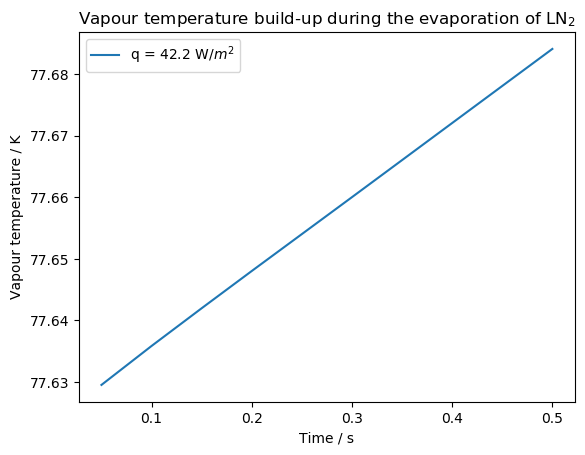 Vapour temperature build-up during the evaporation of LN₂
q = 42.2 W/m²
Vapour temperature / K
77.68
77.67
77.66
77.65
77.64
77.63
0.1 0.2 0.3 0.4 0.5
Time / s